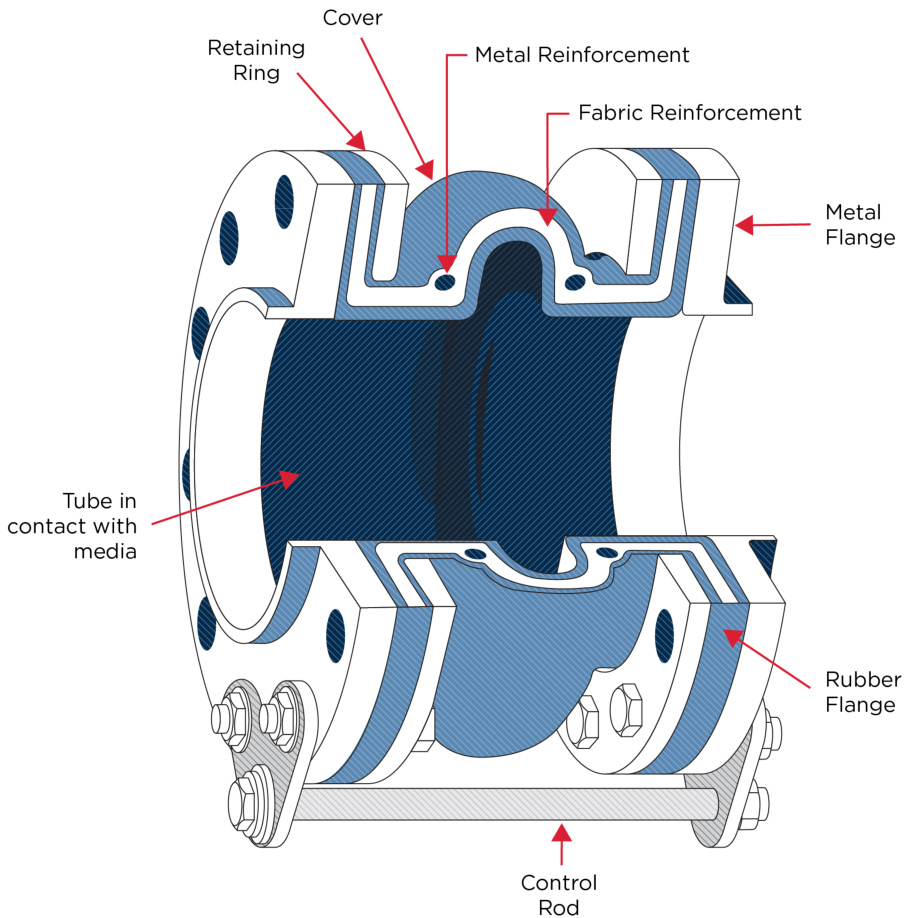 Cover
Retaining
Ring
Metal Reinforcement
Fabric Reinforcement
Metal
Flange
Tube in
contact with
media
Rubber
Flange
Control
Rod